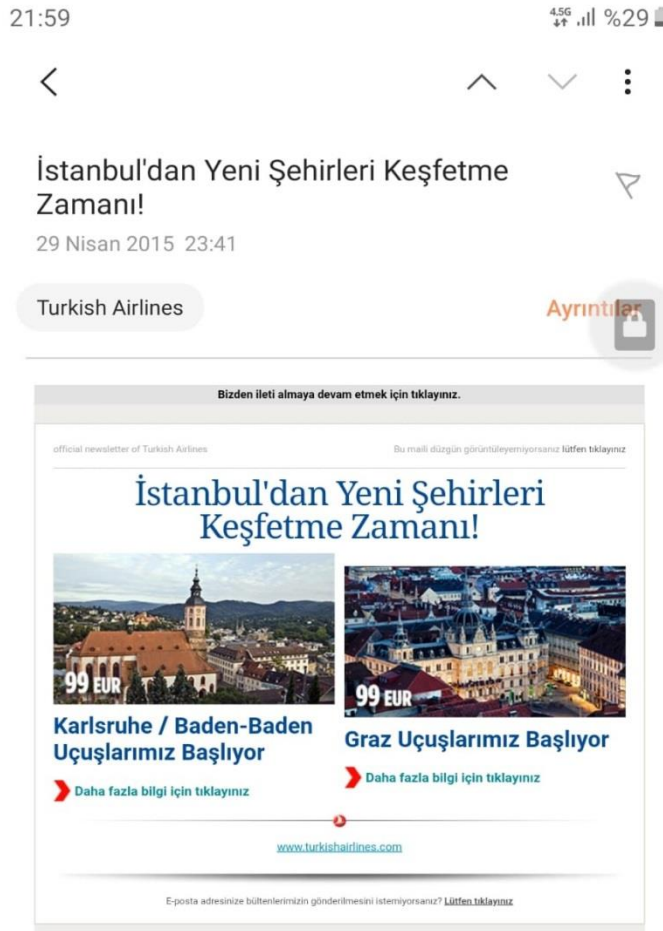 21:59
4.5G %29
İstanbul'dan Yeni Şehirleri Keşfetme
Zamanı!
29 Nisan 2015 23:41
Turkish Airlines
Ayrıntılar
Bizden ileti almaya devam etmek için tıklayınız.
official newsletter of Turkish Airlines
Bu maili düzgün görüntüleyemiyorsanız lütfen tıklayınız
İstanbul'dan Yeni Şehirleri
Keşfetme Zamanı!
99 EUR
Karlsruhe / Baden-Baden
Uçuşlarımız Başlıyor
Daha fazla bilgi için tıklayınız
99 EUR
Graz Uçuşlarımız Başlıyor
Daha fazla bilgi için tıklayınız
www.turkishairlines.com
E-posta adresinize bültenlerimizin gönderilmesini istemiyorsanız? Lütfen tıklayınız